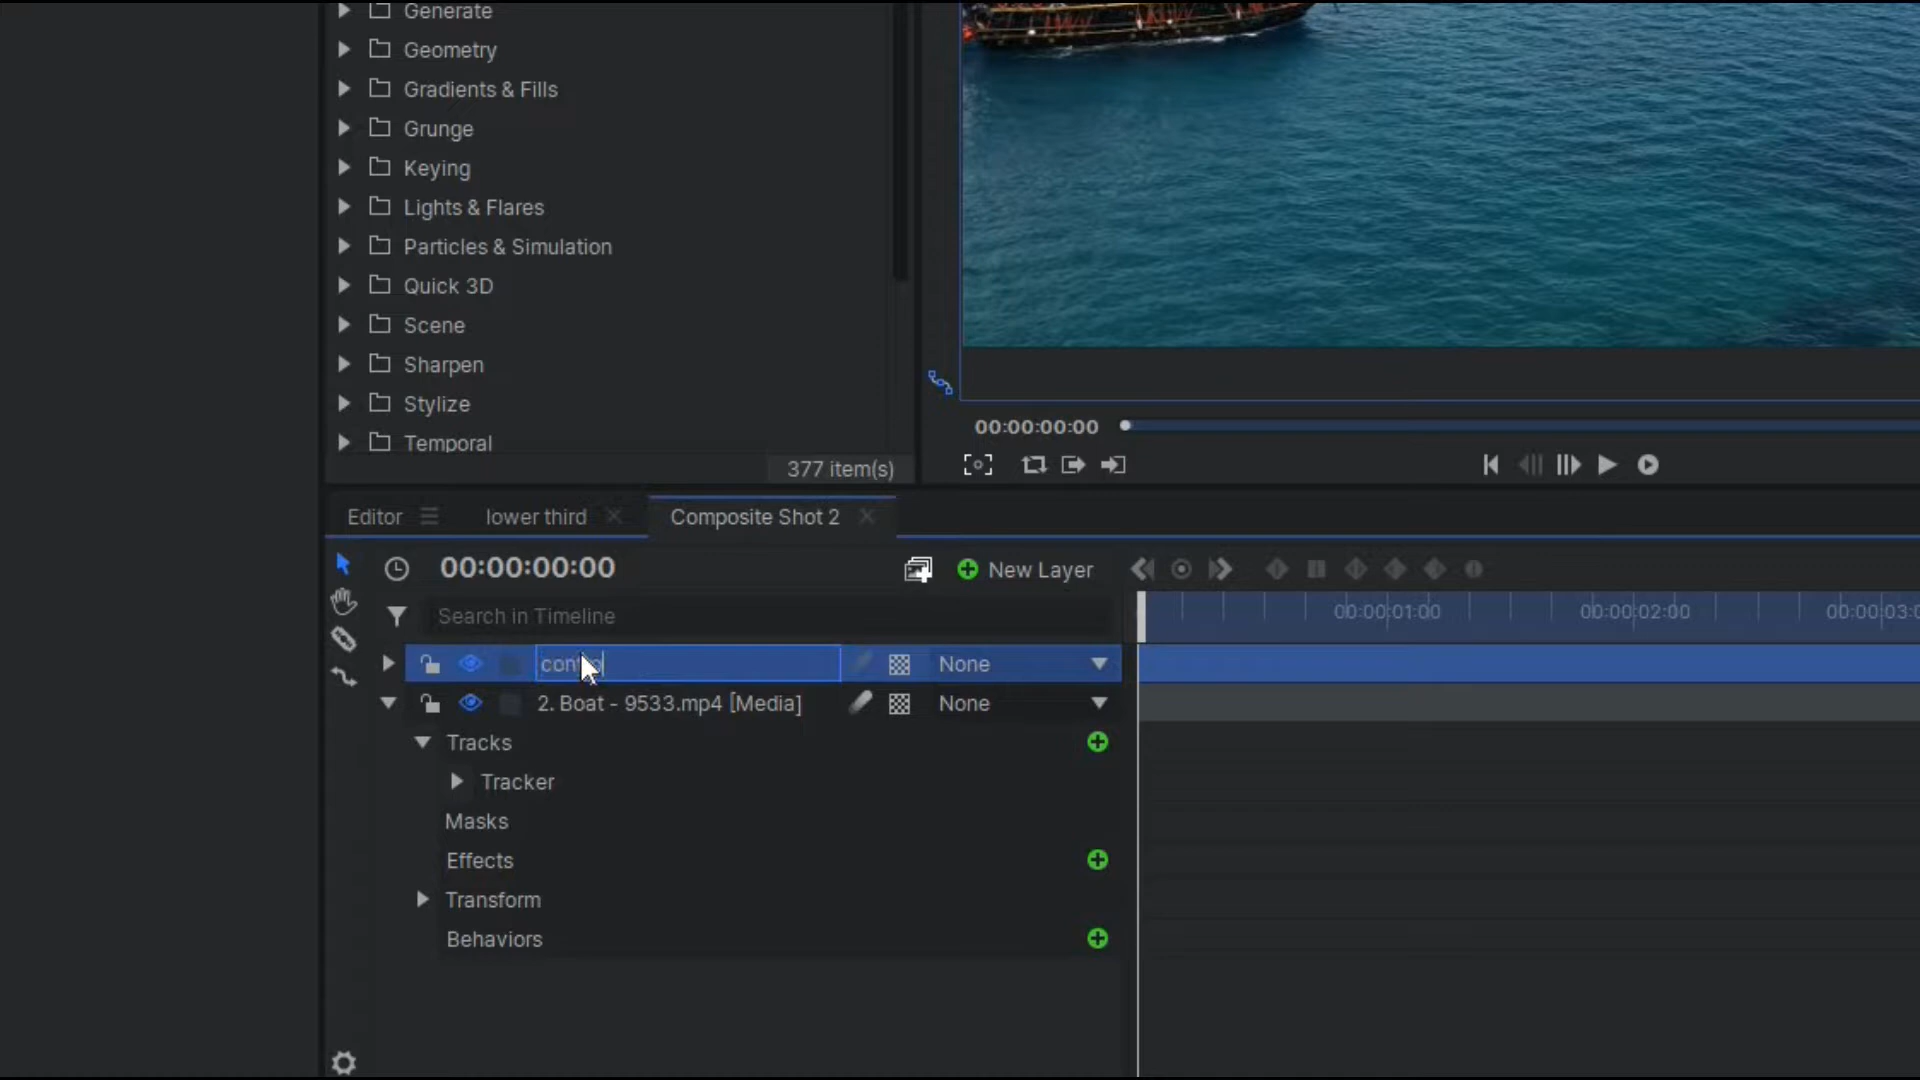 Generate
Geometry
Gradients & Fills
Grunge
Keying
Lights & Flares
Particles & Simulation
Quick 3D
Scene
Sharpen
Stylize
Temporal
377 item(s)
00:00:00:00
Editor
lower third
Composite Shot 2
00:00:00:00
New Layer
Search in Timeline
00:00:01:00
00:00:02:00
None
2. Boat - 9533.mp4 [Media]
None
Tracks
Tracker
Masks
Effects
Transform
Behaviors